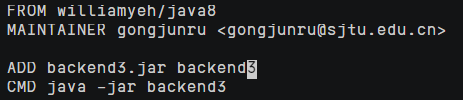 FROM williamyeh/java8
MAINTAINER gongjunru <gongjunru@sjtu.edu.cn>
ADD backend3.jar backend3
CMD java -jar backend3